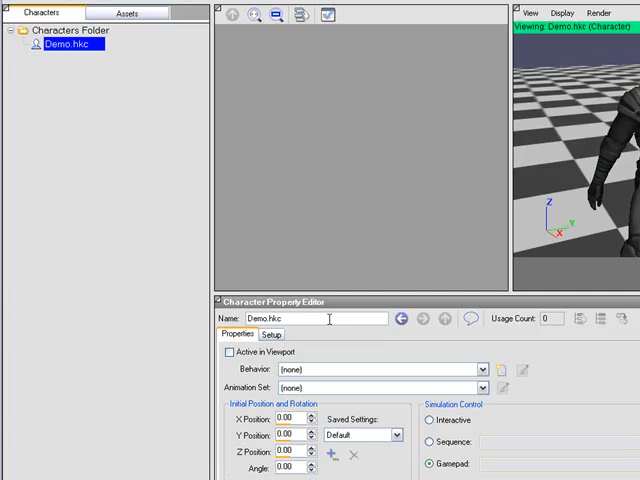 Characters
Assets
Characters Folder
Demo.hkc
View Display Render
Viewing: Demo.hkc (Character)
Z
Y
X
Character Property Editor
Name: Demo.hkc
Usage Count: 0
Properties Setup
Active in Viewport
Behavior: (none)
Animation Set: (none)
Initial Position and Rotation
X Position: 0.00
Y Position: 0.00
Z Position: 0.00
Angle: 0.00
Saved Settings:
Default
Simulation Control
Interactive
Sequence:
Gamepad: